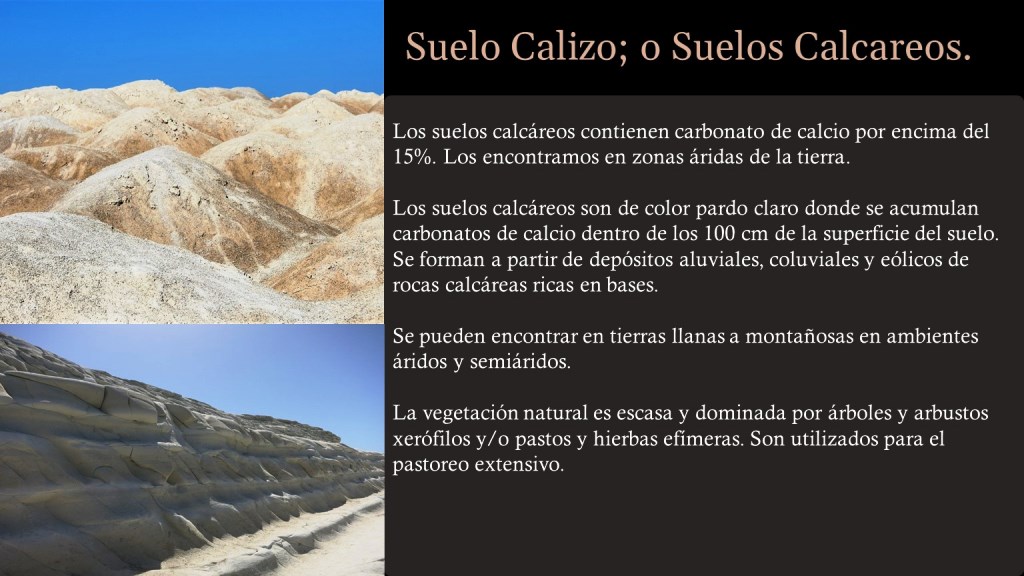 Suelo Calizo; o Suelos Calcareos.
Los suelos calcáreos contienen carbonato de calcio por encima del
15%. Los encontramos en zonas áridas de la tierra.
Los suelos calcáreos son de color pardo claro donde se acumulan
carbonatos de calcio dentro de los 100 cm de la superficie del suelo.
Se forman a partir de depósitos aluviales, coluviales y eólicos de
rocas calcáreas ricas en bases.
Se pueden encontrar en tierras llanas a montañosas en ambientes
áridos y semiáridos.
La vegetación natural es escasa y dominada por árboles y arbustos
xerófilos y/o pastos y hierbas efímeras. Son utilizados para el
pastoreo extensivo.